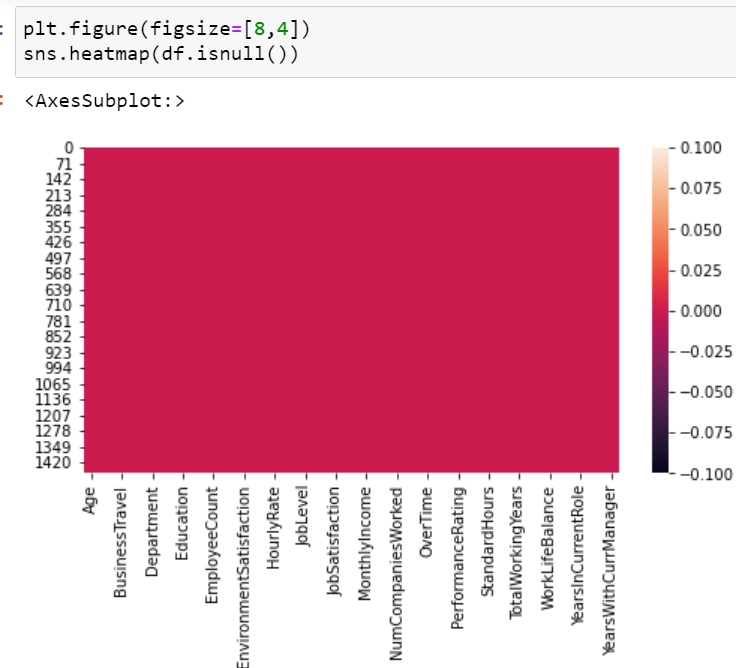 plt.figure(figsize=[8,4])
sns.heatmap(df.isnull())
<AxesSubplot:>
0
71
142
213
284
355
426
497
568
639
710
781
852
923
994
1065
1136
1207
1278
1349
1420
0.100
0.075
0.050
0.025
0.000
−0.025
−0.050
−0.075
−0.100
Age
BusinessTravel
Department
Education
EmployeeCount
EnvironmentSatisfaction
HourlyRate
JobLevel
JobSatisfaction
MonthlyIncome
NumCompaniesWorked
OverTime
PerformanceRating
StandardHours
TotalWorkingYears
WorkLifeBalance
YearsInCurrentRole
YearsWithCurrManager